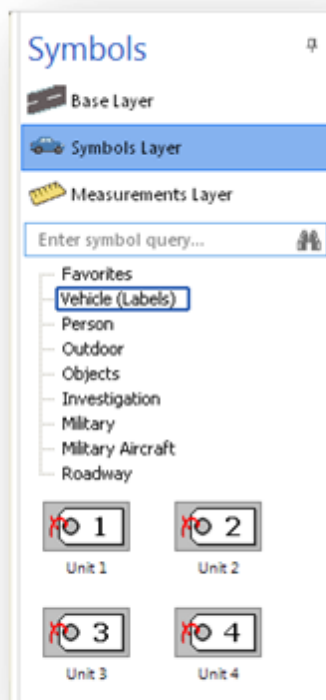 Symbols
Base Layer
Symbols Layer
Measurements Layer
Enter symbol query...
Favorites
Vehicle (Labels)
Person
Outdoor
Objects
Investigation
Military
Military Aircraft
Roadway
1 2
Unit 1 Unit 2
3 4
Unit 3 Unit 4